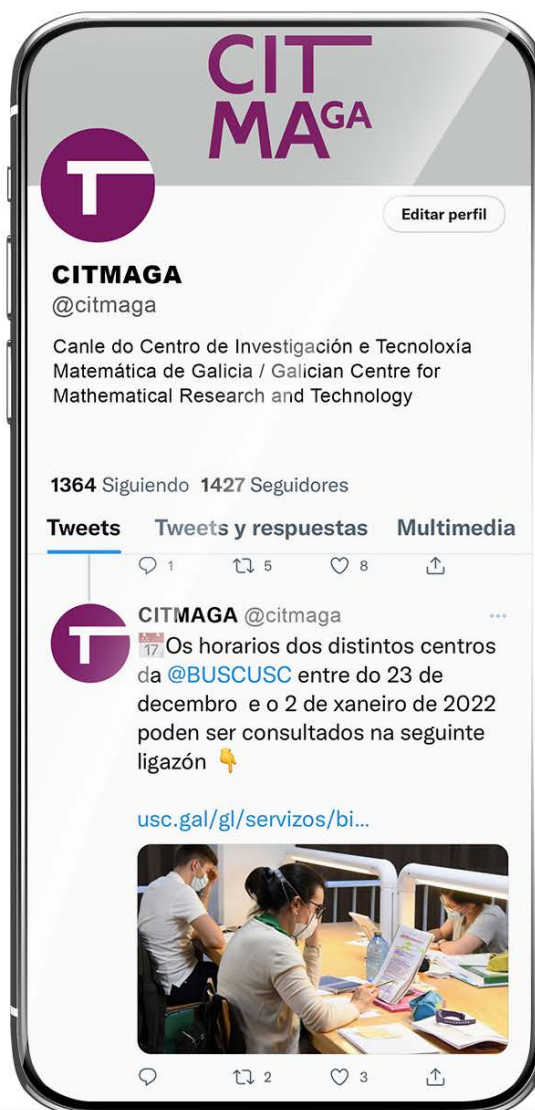 CIT
MAGA
Editar perfil
CITMAGA
@citmaga
Canle do Centro de Investigación e Tecnoloxía
Matemática de Galicia / Galician Centre for
Mathematical Research and Technology
1364 Siguiendo 1427 Seguidores
Tweets Tweets y respuestas Multimedia
1 5 8
CITMAGA @citmaga
17 Os horarios dos distintos centros
da @BUSCUSC entre do 23 de
decembro e o 2 de xaneiro de 2022
poden ser consultados na seguinte
ligazón
usc.gal/gl/servizos/bi...
2 3